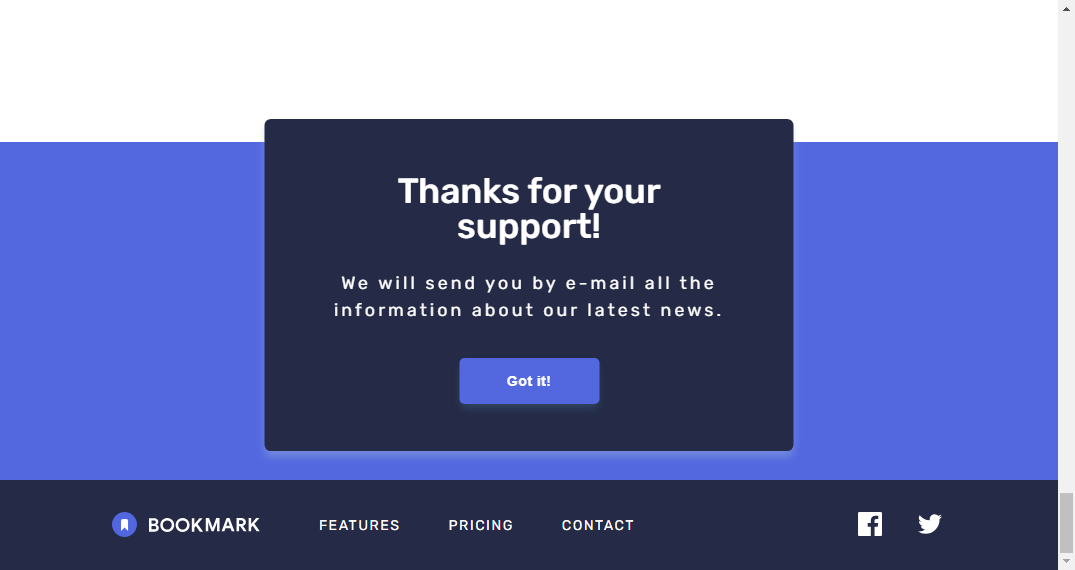 Thanks for your
support!
We will send you by e-mail all the
information about our latest news.
Got it!
BOOKMARK FEATURES PRICING CONTACT